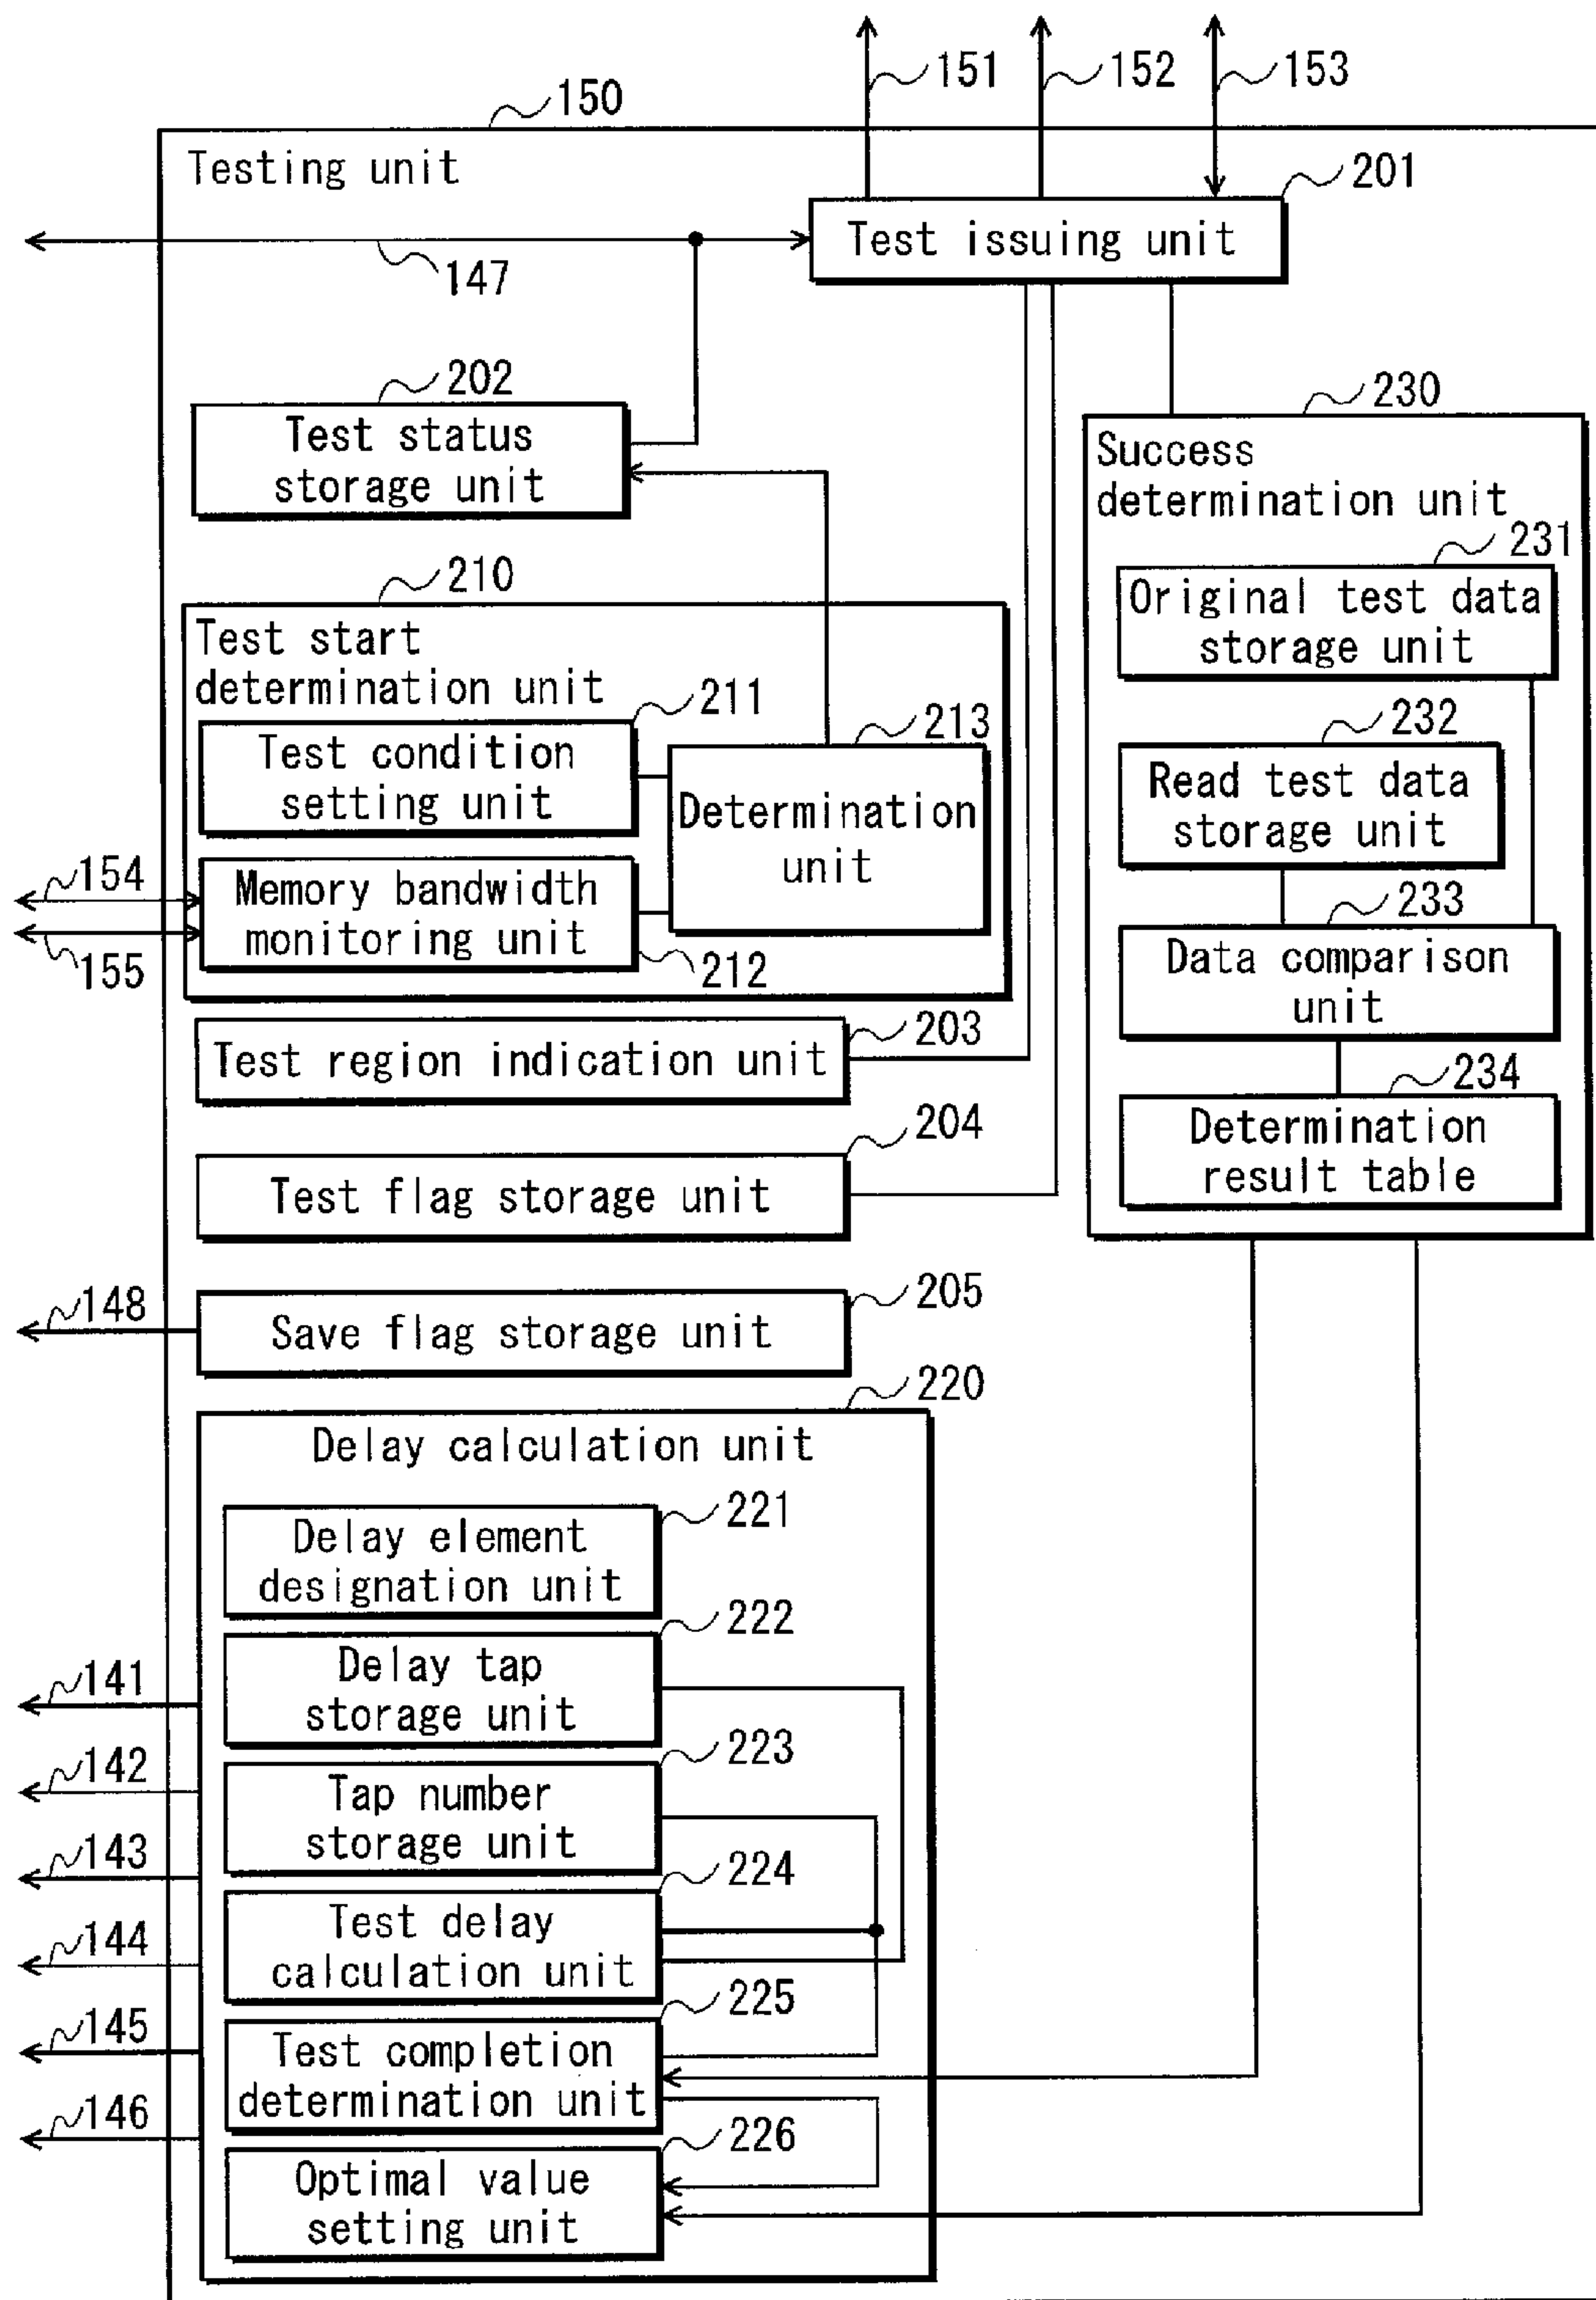 151
152
153
150
Testing unit
201
Test issuing unit
147
202
Test status
storage unit
230
Success
determination unit
231
Original test data
storage unit
210
Test start
determination unit
211
Test condition
setting unit
213
Determination
unit
232
Read test data
storage unit
154
Memory bandwidth
monitoring unit
155
212
233
Data comparison
unit
203
Test region indication unit
234
Determination
result table
204
Test flag storage unit
148
205
Save flag storage unit
220
Delay calculation unit
221
Delay element
designation unit
222
Delay tap
storage unit
141
223
Tap number
storage unit
142
143
224
Test delay
calculation unit
144
225
Test completion
determination unit
145
146
226
Optimal value
setting unit